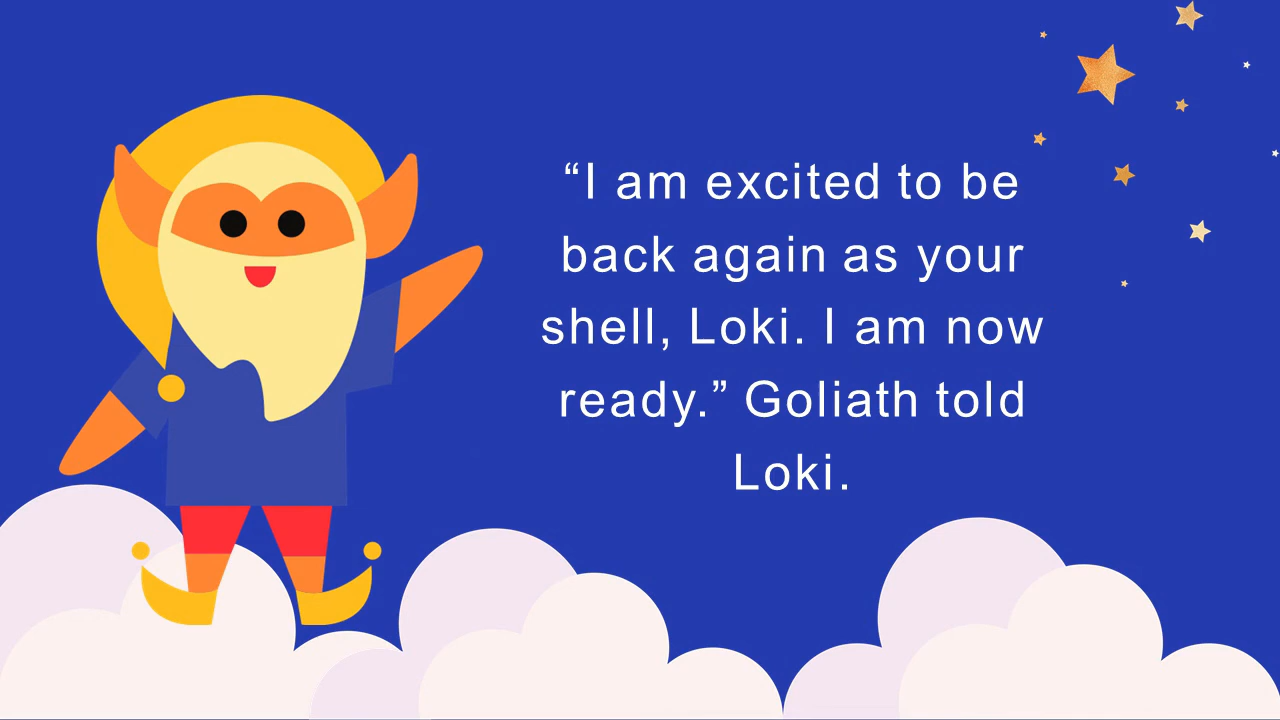 “I am excited to be
back again as your
shell, Loki. I am now
ready.” Goliath told
Loki.